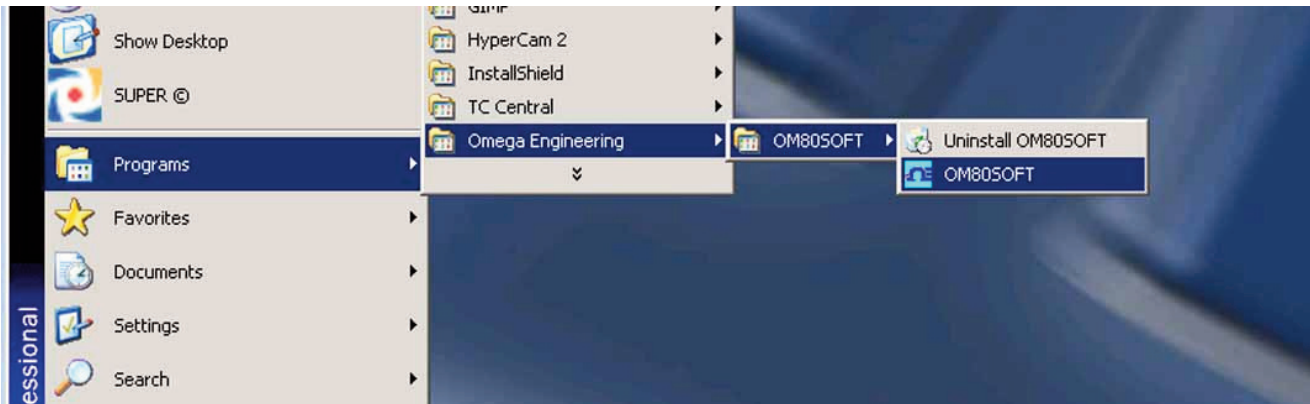 Show Desktop
SUPER ©
Programs
Favorites
Documents
Settings
Search
essional
GIMP
HyperCam 2
InstallShield
TC Central
Omega Engineering
OM80SOFT
Uninstall OM80SOFT
OM80SOFT